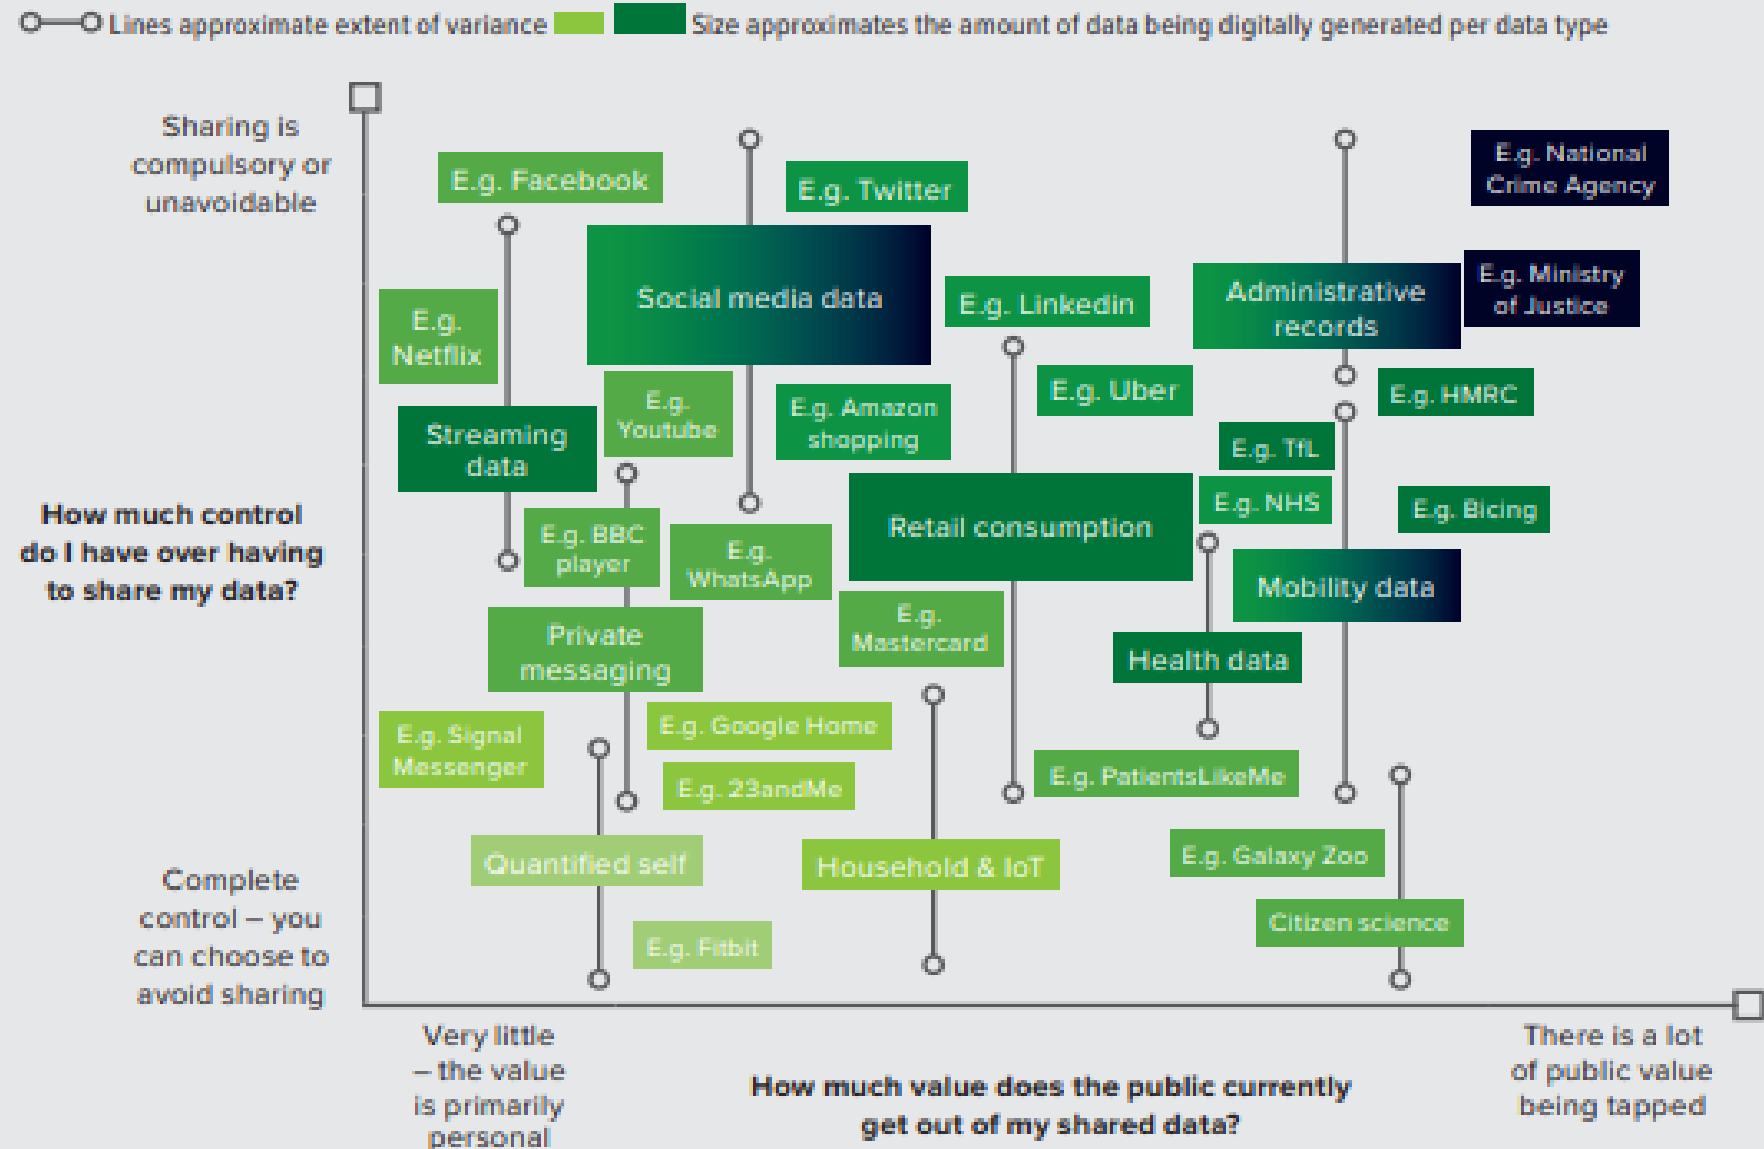 Lines approximate extent of variance
Size approximates the amount of data being digitally generated per data type
Sharing is
compulsory or
unavoidable
How much control
do I have over having
to share my data?
Complete
control – you
can choose to
avoid sharing
E.g. Facebook
E.g. Twitter
E.g. National
Crime Agency
Social media data
E.g. Linkedin
Administrative
records
E.g. Ministry
of Justice
E.g.
Netflix
E.g.
Youtube
E.g. Amazon
shopping
E.g. Uber
E.g. HMRC
Streaming
data
E.g. TfL
E.g. NHS
E.g. Bicing
Retail consumption
E.g. BBC
player
E.g.
WhatsApp
Mobility data
E.g.
Mastercard
Private
messaging
Health data
E.g. Signal
Messenger
E.g. Google Home
E.g. 23andMe
E.g. PatientsLikeMe
Quantified self
Household & IoT
E.g. Galaxy Zoo
E.g. Fitbit
Citizen science
Very little
– the value
is primarily
personal
How much value does the public currently
get out of my shared data?
There is a lot
of public value
being tapped